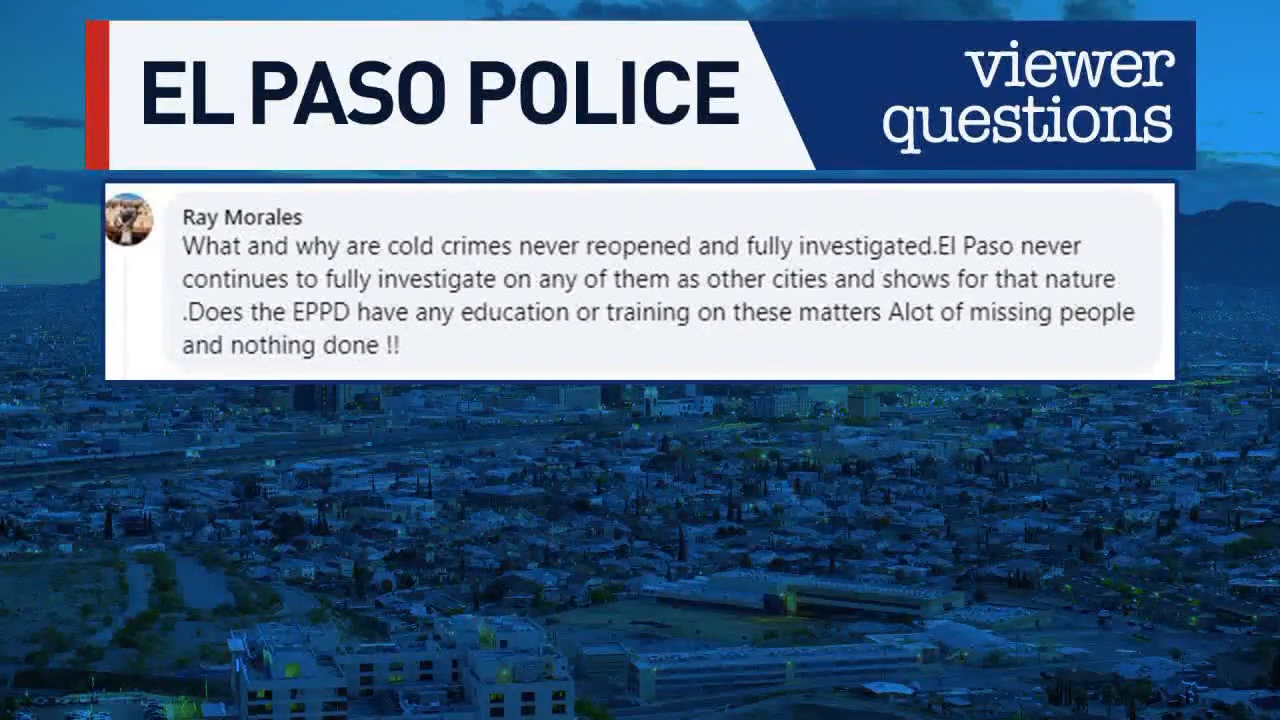 EL PASO POLICE
viewer
questions
Ray Morales
What and why are cold crimes never reopened and fully investigated.El Paso never
continues to fully investigate on any of them as other cities and shows for that nature
.Does the EPPD have any education or training on these matters Alot of missing people
and nothing done !!